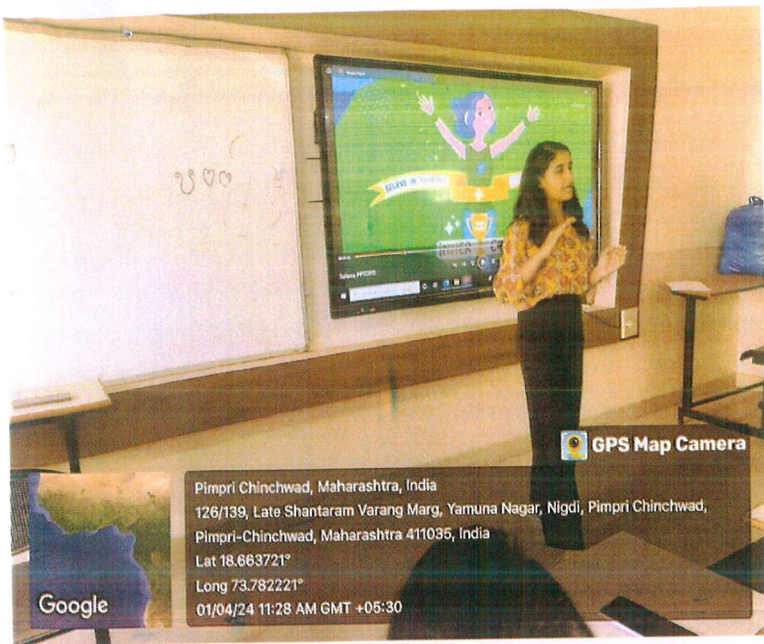 BELIEVE IN YOURSELF
INNER
GPS Map Camera
Pimpri Chinchwad, Maharashtra, India
126/139, Late Shantaram Varang Marg, Yamuna Nagar, Nigdi, Pimpri Chinchwad,
Pimpri-Chinchwad, Maharashtra 411035, India
Lat 18.663721°
Long 73.782221°
01/04/24 11:28 AM GMT +05:30
Google